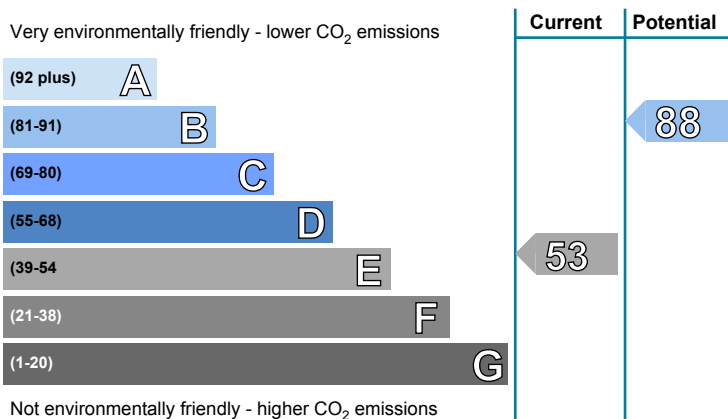 Current Potential
Very environmentally friendly - lower CO₂ emissions
(92 plus) A
(81-91) B
88
(69-80) C
(55-68) D
53
(39-54 E
(21-38) F
(1-20) G
Not environmentally friendly - higher CO₂ emissions